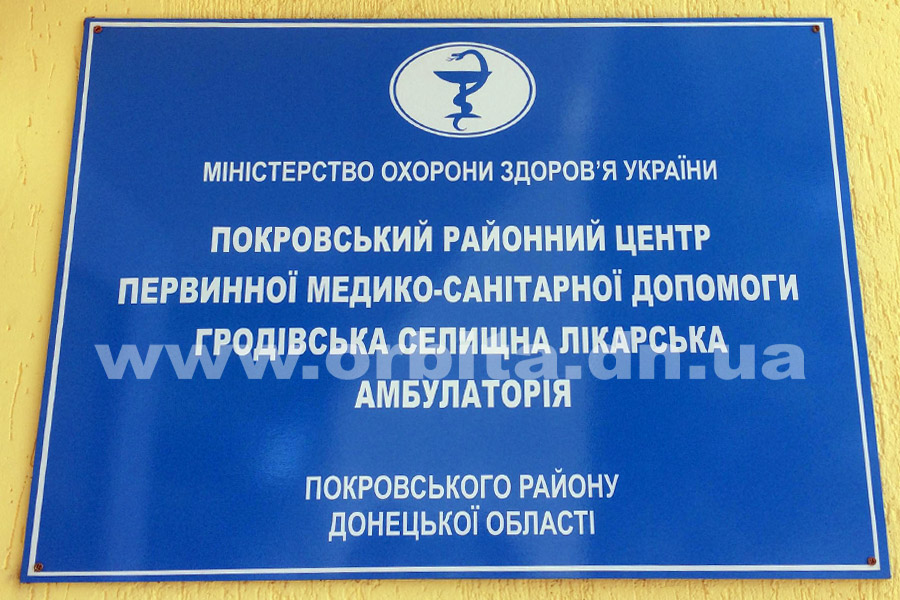 МІНІСТЕРСТВО ОХОРОНИ ЗДОРОВ'Я УКРАЇНИ
ПОКРОВСЬКИЙ РАЙОННИЙ ЦЕНТР
ПЕРВИННОЇ МЕДИКО-САНІТАРНОЇ ДОПОМОГИ
ГРОДІВСЬКА СЕЛИЩНА ЛІКАРСЬКА
www.orbita.dn.ua
АМБУЛАТОРІЯ
ПОКРОВСЬКОГО РАЙОНУ
ДОНЕЦЬКОЇ ОБЛАСТІ